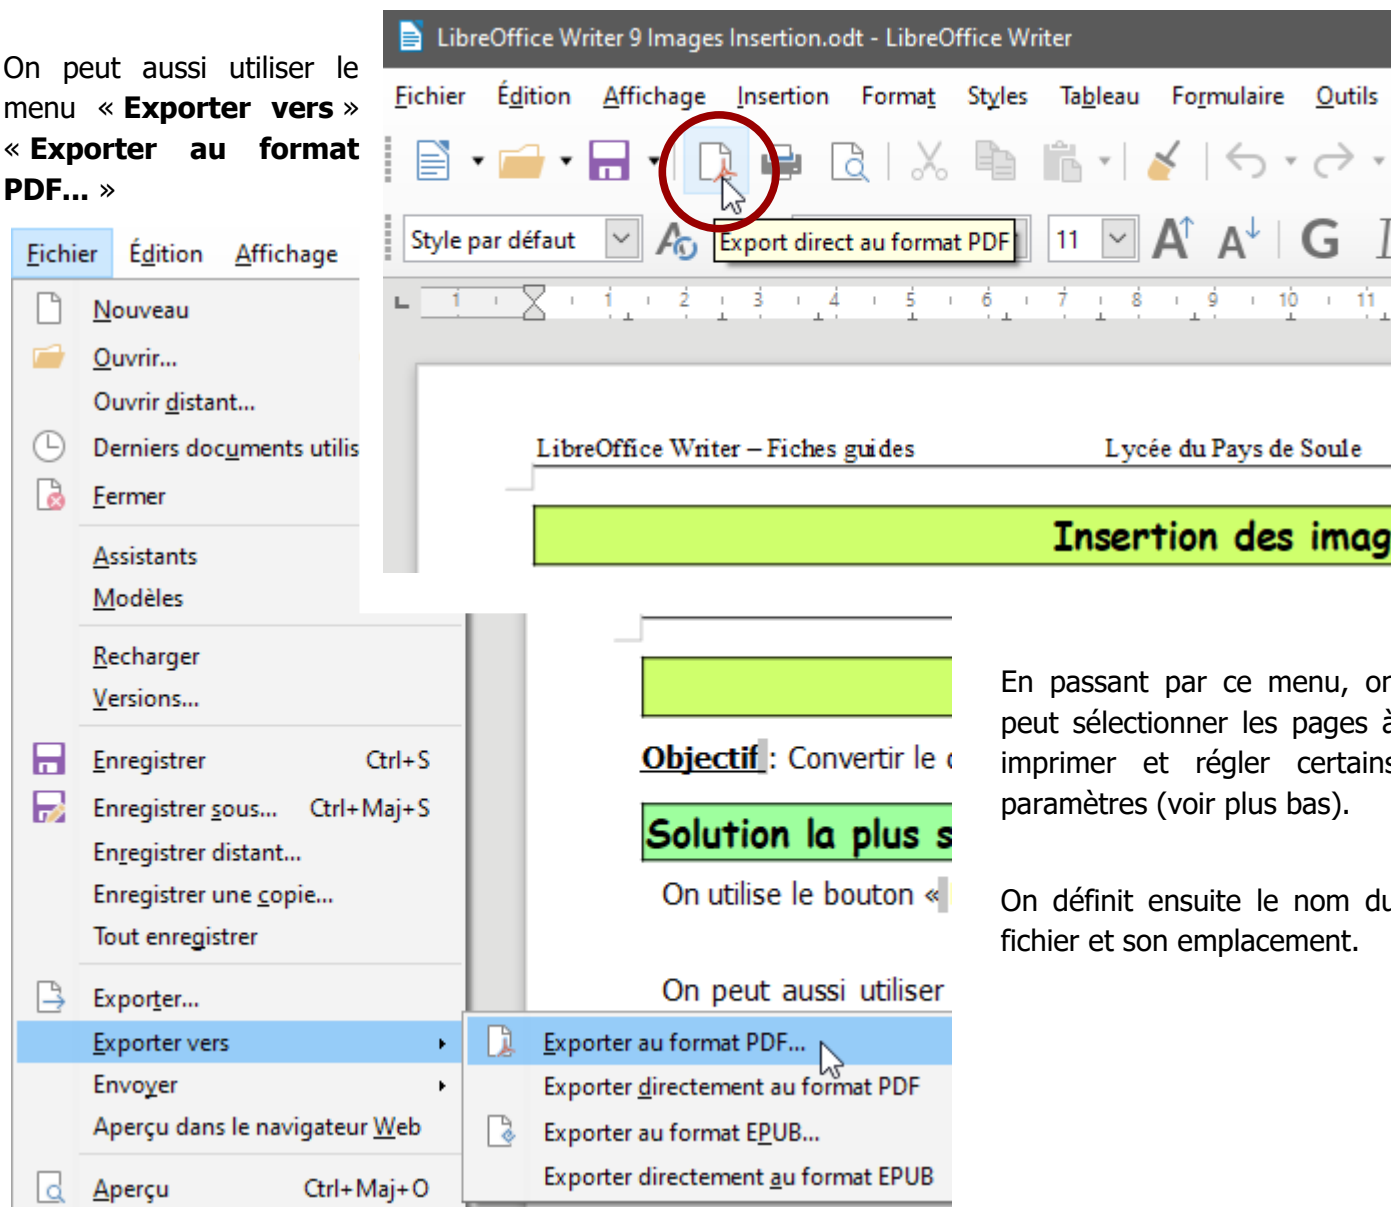 On peut aussi utiliser le
menu « Exporter vers »
« Exporter au format
PDF... »
LibreOffice Writer 9 Images Insertion.odt - LibreOffice Writer
Fichier Édition Affichage Insertion Format Styles Tableau Formulaire Outils
Style par défaut
Export direct au format PDF
11
A A G I
1 1 2 3 4 5 6 7 8 9 10 11
LibreOffice Writer – Fiches guides Lycée du Pays de Soule
Insertion des imag
Fichier Édition Affichage
Nouveau
Ouvrir...
Ouvrir distant...
Derniers documents utilis
Fermer
Assistants
Modèles
Recharger
Versions...
Enregistrer Ctrl+S
Enregistrer sous... Ctrl+Maj+S
Enregistrer distant...
Enregistrer une copie...
Tout enregistrer
Exporter...
Exporter vers
Envoyer
Aperçu dans le navigateur Web
Aperçu Ctrl+Maj+O
Objectif : Convertir le
Solution la plus s
On utilise le bouton «
On peut aussi utiliser
Exporter au format PDF...
Exporter directement au format PDF
Exporter au format EPUB...
Exporter directement au format EPUB
En passant par ce menu, on
peut sélectionner les pages à
imprimer et régler certains
paramètres (voir plus bas).
On définit ensuite le nom du
fichier et son emplacement.